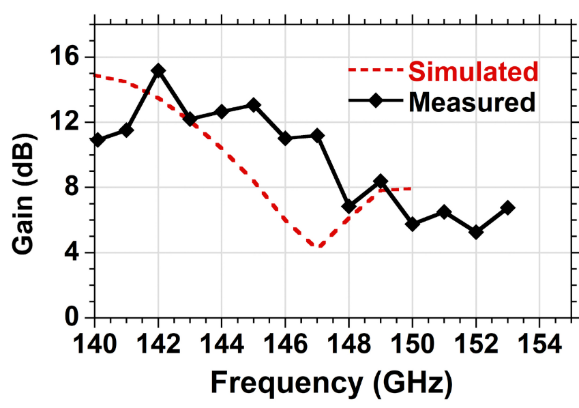 16
12
8
4
0
Gain (dB)
Simulated
Measured
140 142 144 146 148 150 152 154
Frequency (GHz)